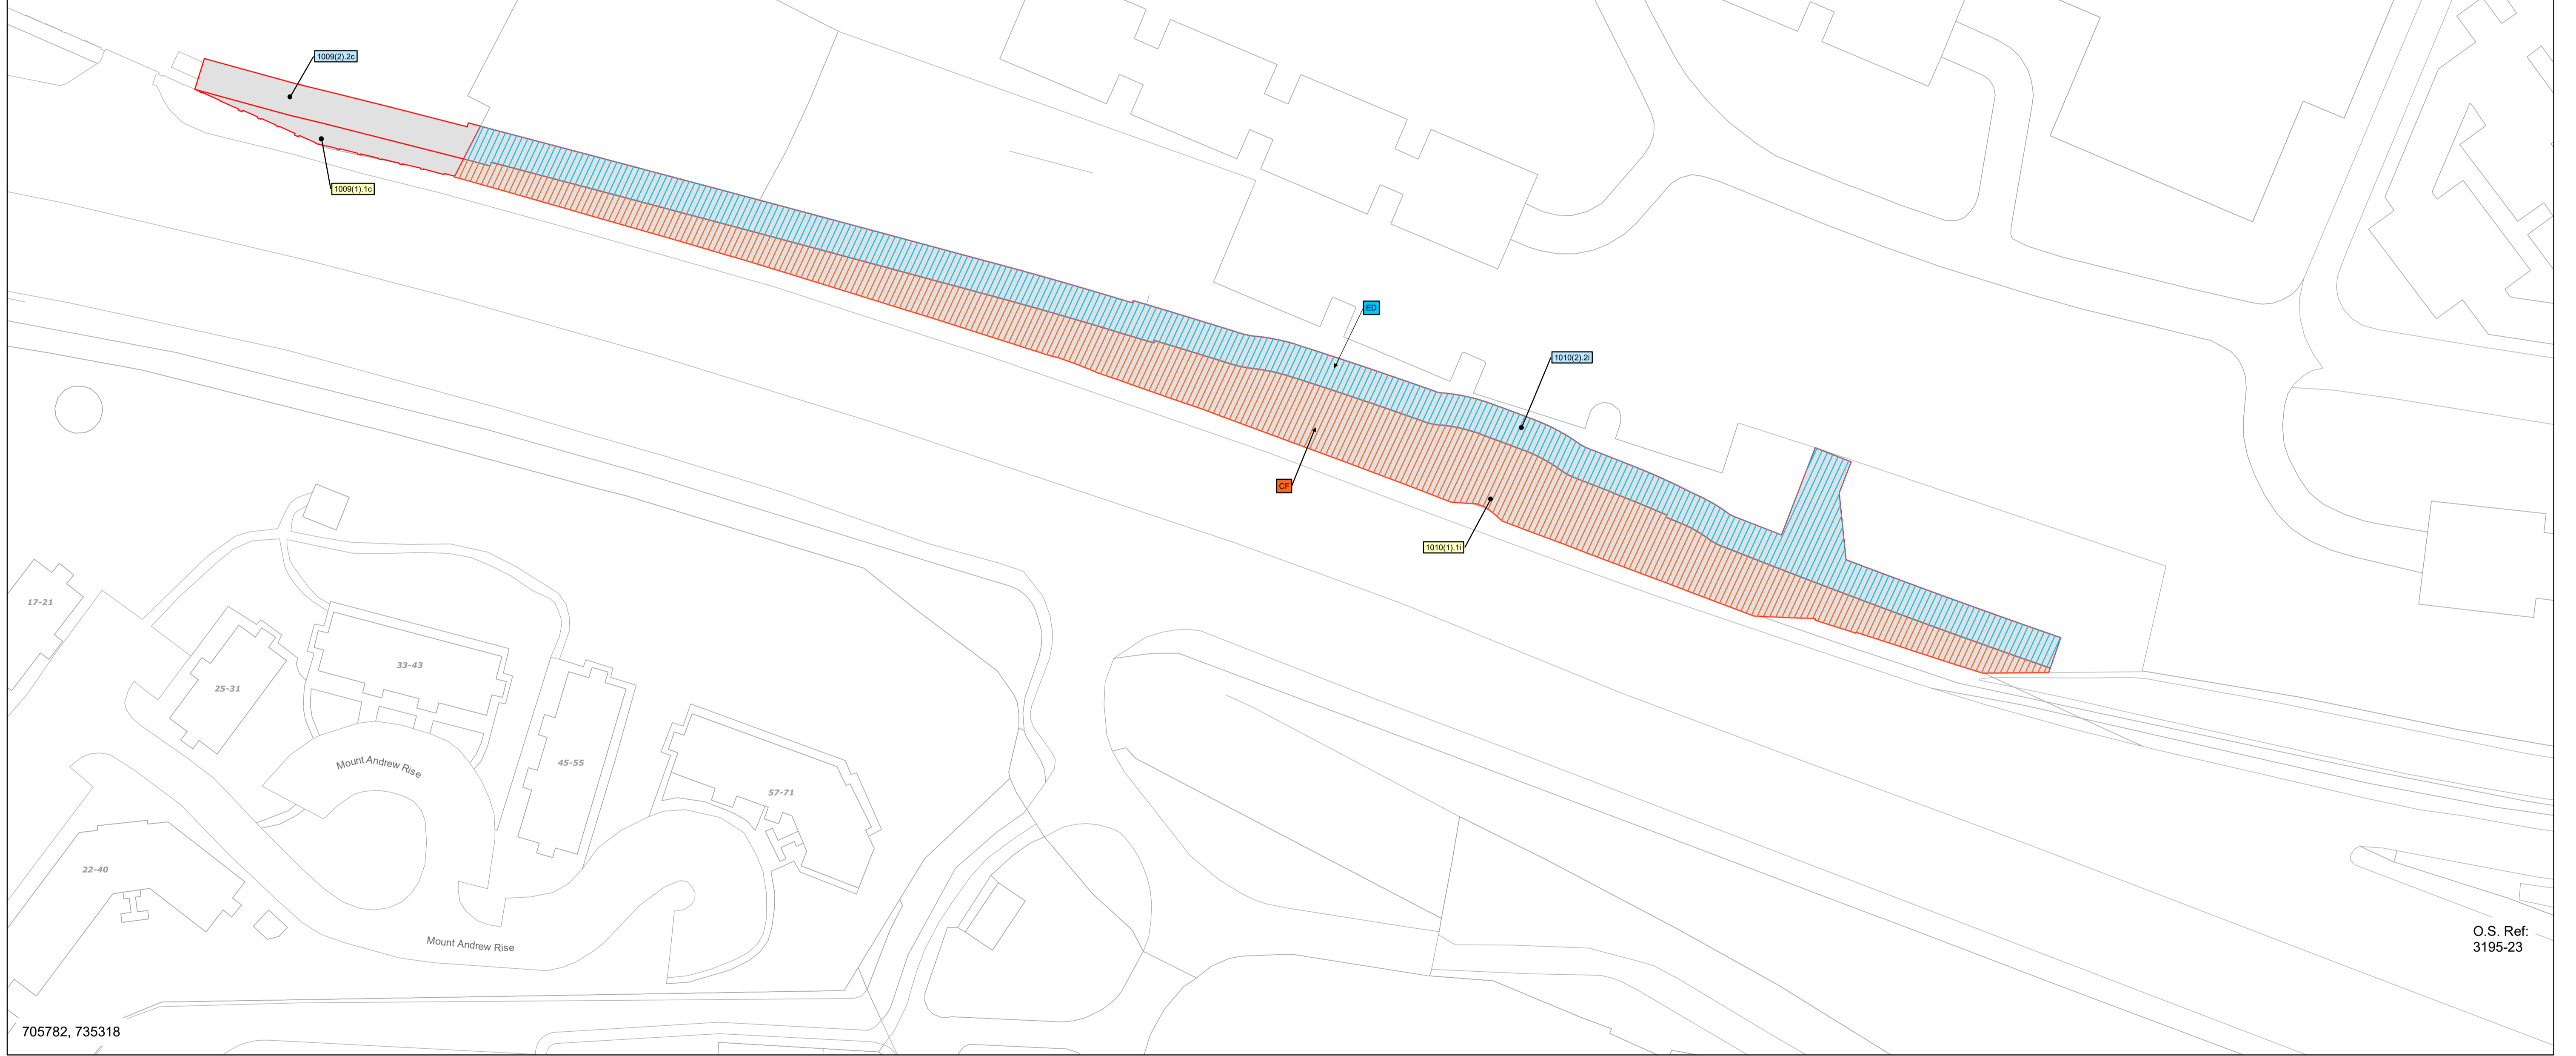 1009(2).2c
1009(1).1c
ED
1010(2).2i
CF
1010(1).1i
17-21
33-43
25-31
45-55
Mount Andrew Rise
57-71
22-40
Mount Andrew Rise
O.S. Ref:
3195-23
705782, 735318